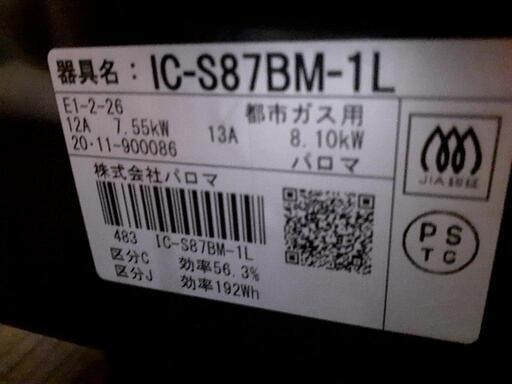 器具名： IC-S87BM-1L
E1-2-26 都市ガス用
12A 7.55kW 13A 8.10kW
20·11-900086 パロマ
株式会社パロマ
483 IC-S87BM-1L
区分C 効率56.3%
区分J 効率192Wh
JIA認証
PS
TG